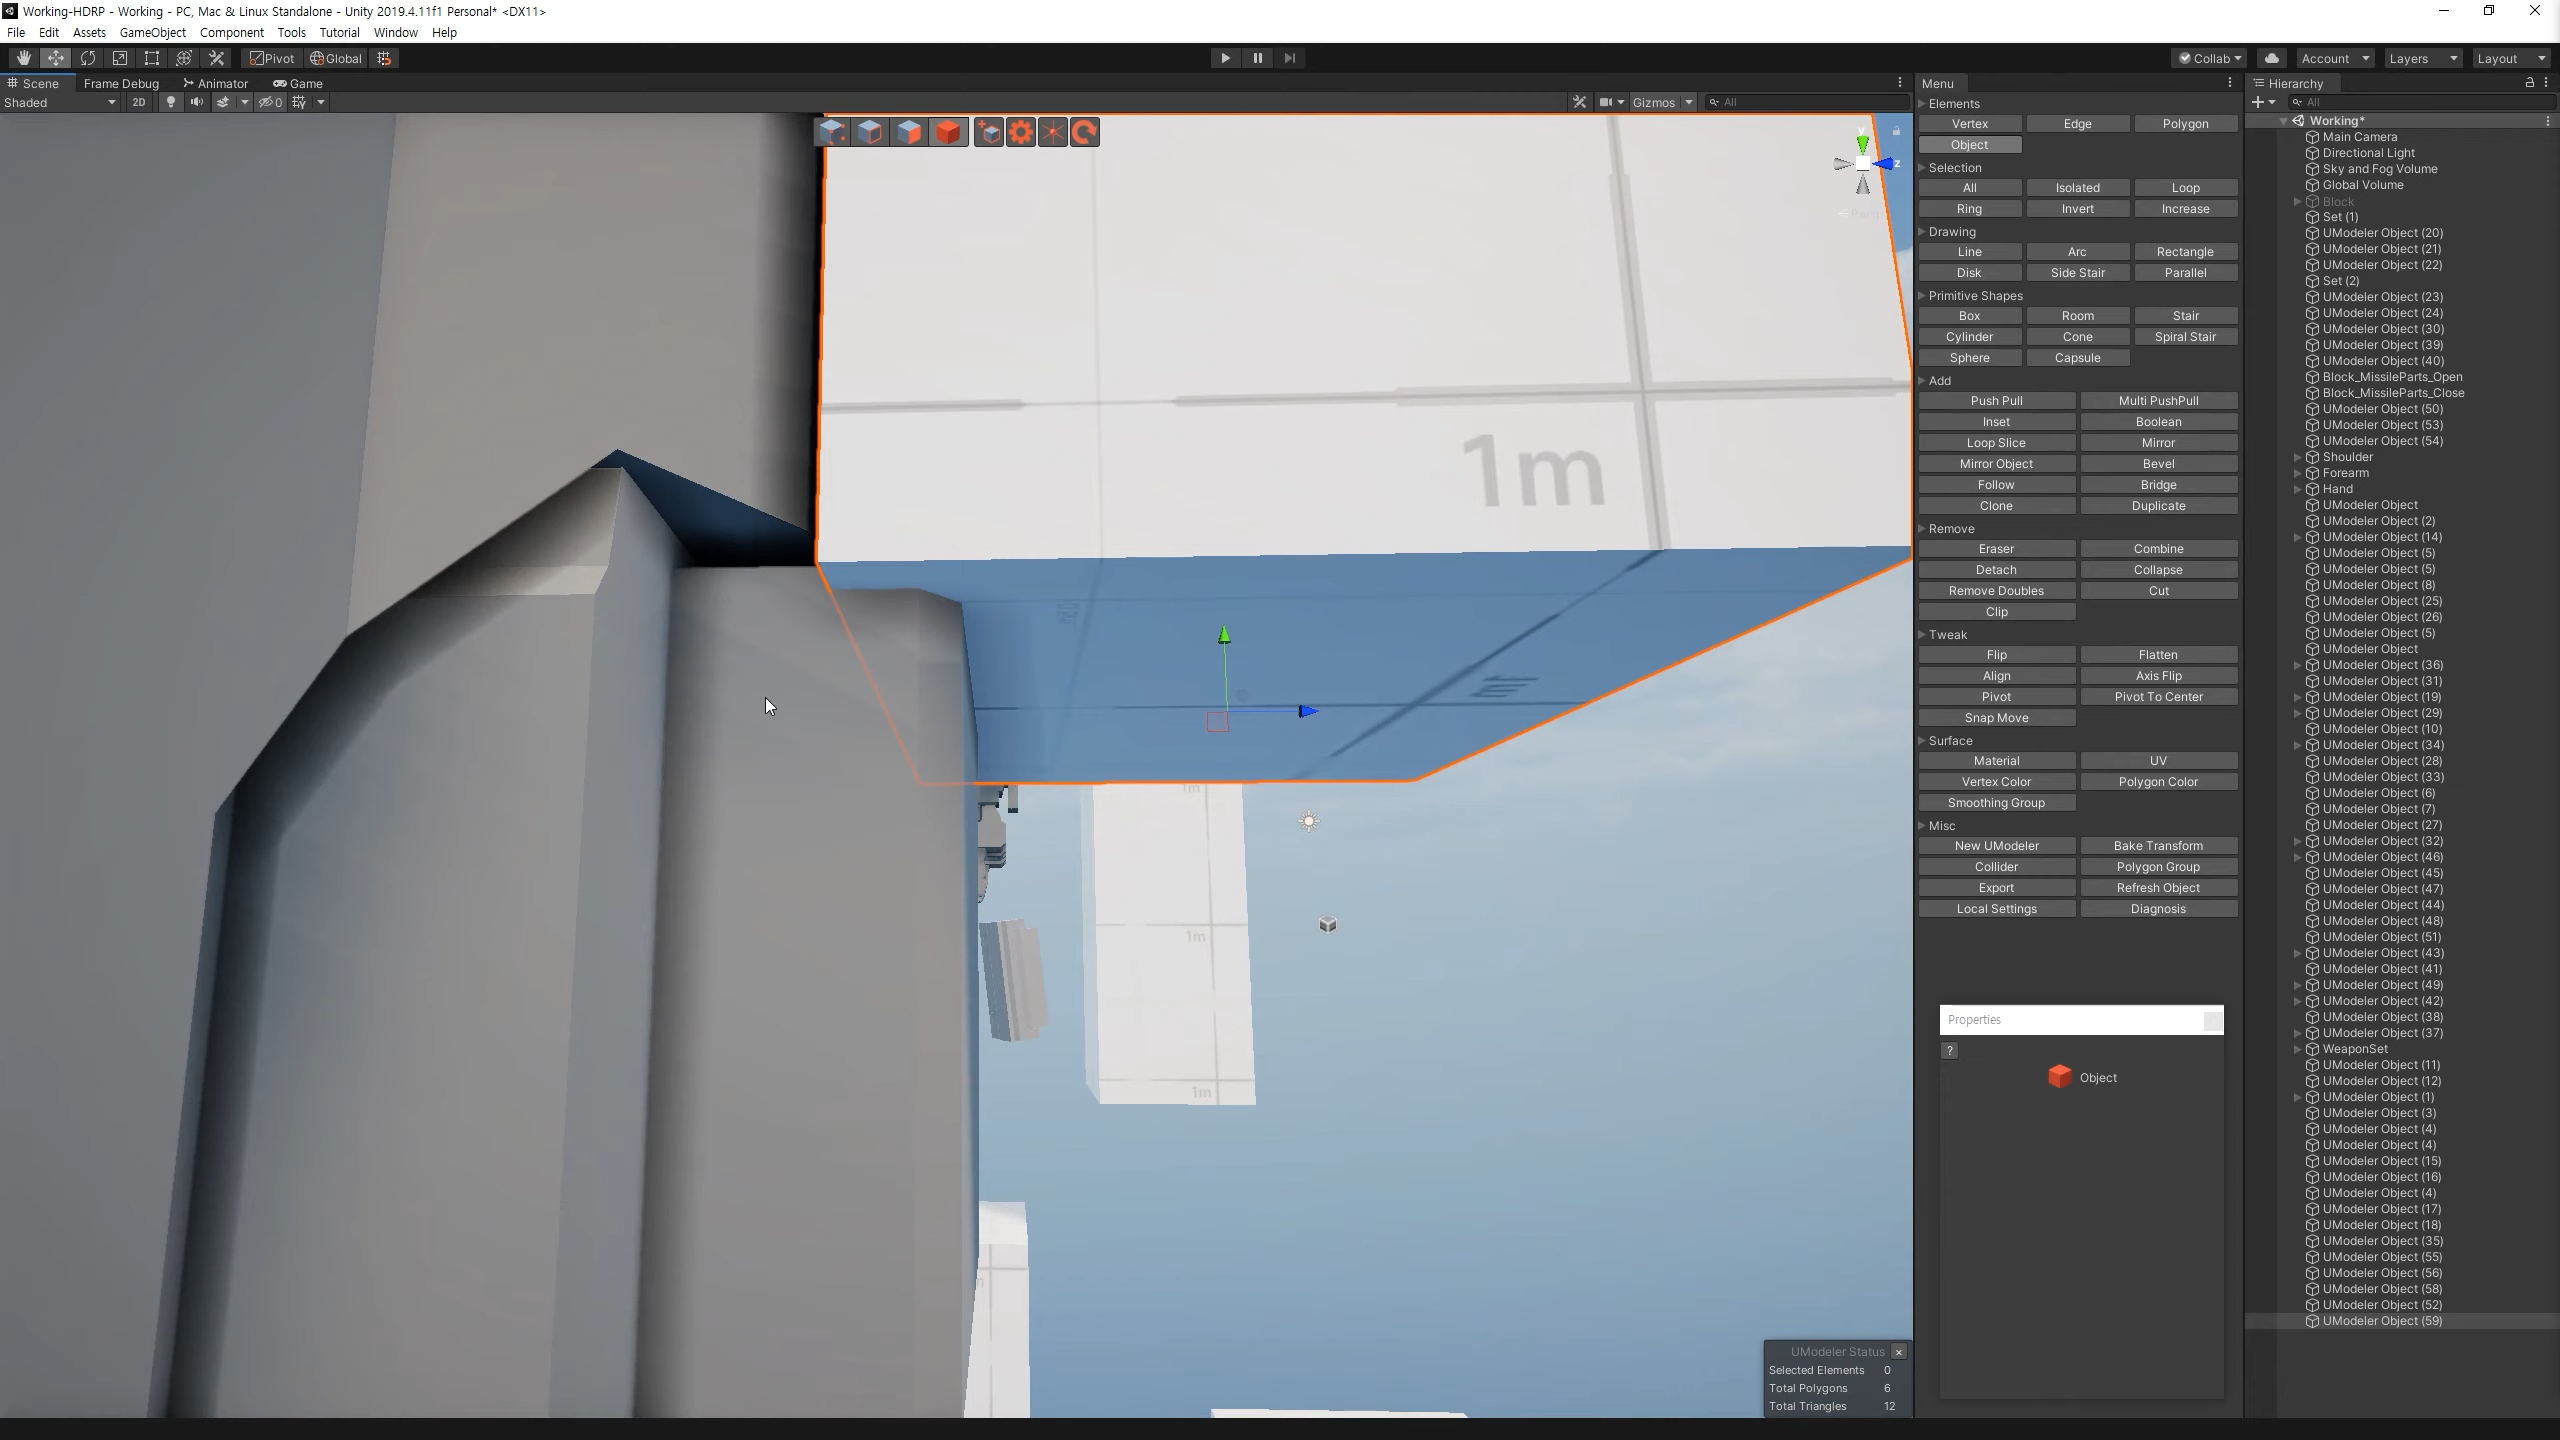 Working-HDRP - Working - PC, Mac & Linux Standalone - Unity 2019.4.11f1 Personal* <DX11>
File Edit Assets GameObject Component Tools Tutorial Window Help
Pivot Global Collab Account Layers Layout
Scene Frame Debug Animator Game
Shaded 2D 0 Gizmos All
1m
1m
1m
1m
z
Menu
Elements
Vertex Edge Polygon
Object
Selection
All Isolated Loop
Ring Invert Increase
Drawing
Line Arc Rectangle
Disk Side Stair Parallel
Primitive Shapes
Box Room Stair
Cylinder Cone Spiral Stair
Sphere Capsule
Add
Push Pull Multi PushPull
Inset Boolean
Loop Slice Mirror
Mirror Object Bevel
Follow Bridge
Clone Duplicate
Remove
Eraser Combine
Detach Collapse
Remove Doubles Cut
Clip
Tweak
Flip Flatten
Align Axis Flip
Pivot Pivot To Center
Snap Move
Surface
Material UV
Vertex Color Polygon Color
Smoothing Group
Misc
New UModeler Bake Transform
Collider Polygon Group
Export Refresh Object
Local Settings Diagnosis
Properties
?
Object
UModeler Status x
Selected Elements 0
Total Polygons 6
Total Triangles 12
Hierarchy
All
Working*
Main Camera
Directional Light
Sky and Fog Volume
Global Volume
Block
Set (1)
UModeler Object (20)
UModeler Object (21)
UModeler Object (22)
Set (2)
UModeler Object (23)
UModeler Object (24)
UModeler Object (30)
UModeler Object (39)
UModeler Object (40)
Block_MissileParts_Open
Block_MissileParts_Close
UModeler Object (50)
UModeler Object (53)
UModeler Object (54)
Shoulder
Forearm
Hand
UModeler Object
UModeler Object (2)
UModeler Object (14)
UModeler Object (5)
UModeler Object (5)
UModeler Object (8)
UModeler Object (25)
UModeler Object (26)
UModeler Object (5)
UModeler Object
UModeler Object (36)
UModeler Object (31)
UModeler Object (19)
UModeler Object (29)
UModeler Object (10)
UModeler Object (34)
UModeler Object (28)
UModeler Object (33)
UModeler Object (6)
UModeler Object (7)
UModeler Object (27)
UModeler Object (32)
UModeler Object (46)
UModeler Object (45)
UModeler Object (47)
UModeler Object (44)
UModeler Object (48)
UModeler Object (51)
UModeler Object (43)
UModeler Object (41)
UModeler Object (49)
UModeler Object (42)
UModeler Object (38)
UModeler Object (37)
WeaponSet
UModeler Object (11)
UModeler Object (12)
UModeler Object (1)
UModeler Object (3)
UModeler Object (4)
UModeler Object (4)
UModeler Object (15)
UModeler Object (16)
UModeler Object (4)
UModeler Object (17)
UModeler Object (18)
UModeler Object (35)
UModeler Object (55)
UModeler Object (56)
UModeler Object (58)
UModeler Object (52)
UModeler Object (59)